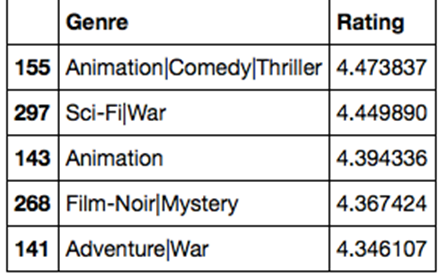 Genre Rating
155 Animation|Comedy|Thriller 4.473837
297 Sci-Fi|War 4.449890
143 Animation 4.394336
268 Film-Noir|Mystery 4.367424
141 Adventure|War 4.346107